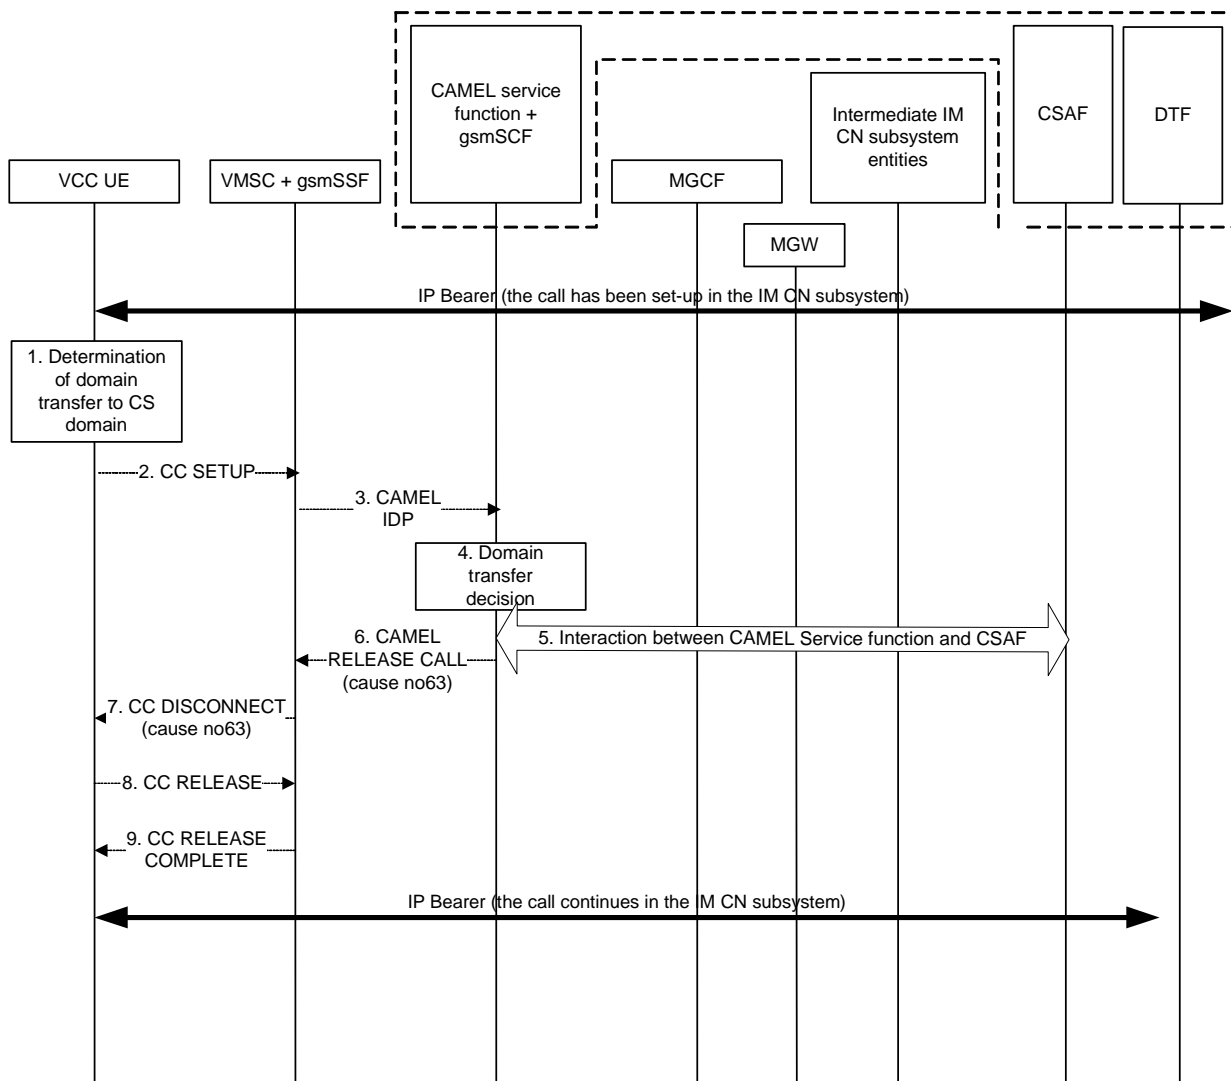 CAMEL service
function +
gsmSCF
Intermediate IM
CN subsystem
entities
CSAF
DTF
VCC UE
VMSC + gsmSSF
MGCF
MGW
IP Bearer (the call has been set-up in the IM CN subsystem)
1. Determination
of domain
transfer to CS
domain
2. CC SETUP
3. CAMEL
IDP
4. Domain
transfer
decision
5. Interaction between CAMEL Service function and CSAF
6. CAMEL
RELEASE CALL
(cause no63)
7. CC DISCONNECT
(cause no63)
8. CC RELEASE
9. CC RELEASE
COMPLETE
IP Bearer (the call continues in the IM CN subsystem)